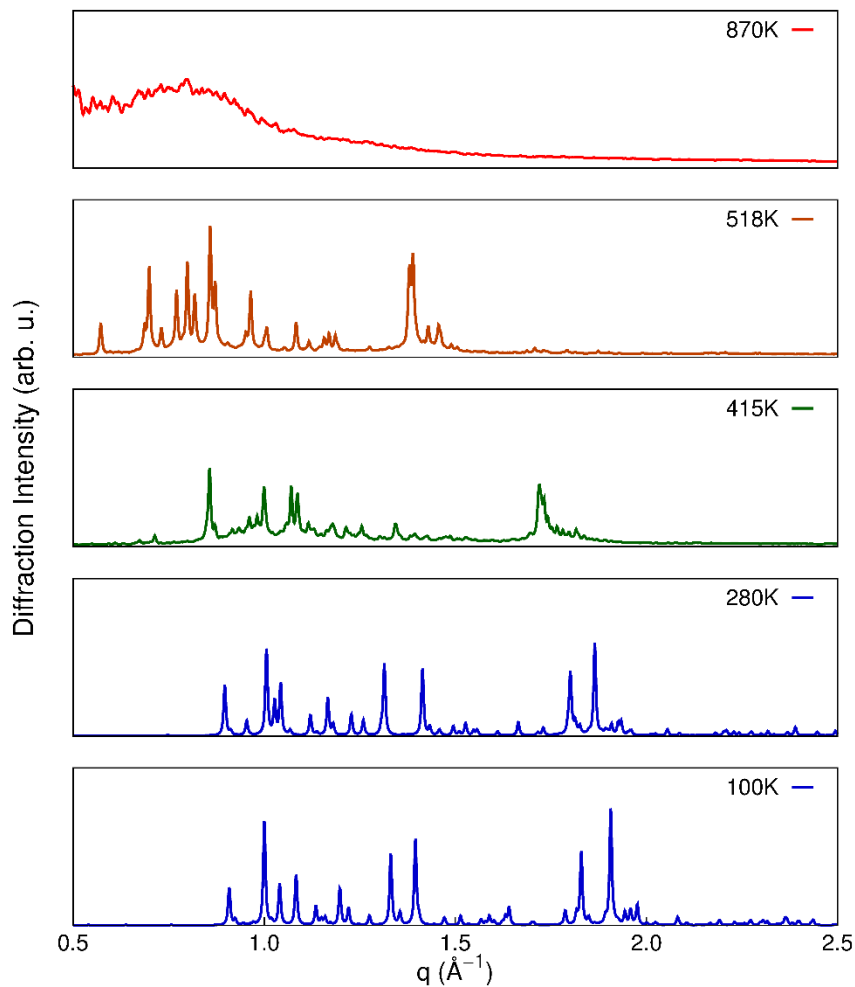 870K
518K
415K
280K
100K
Diffraction Intensity (arb. u.)
0.5 1.0 1.5 2.0 2.5
q (Å⁻¹)